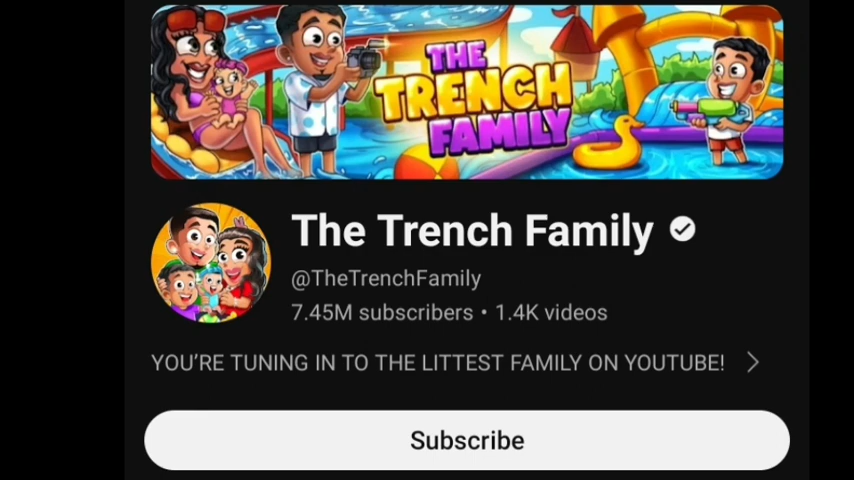 THE
TRENCH
FAMILY
The Trench Family
@TheTrenchFamily
7.45M subscribers • 1.4K videos
YOU'RE TUNING IN TO THE LITTEST FAMILY ON YOUTUBE!
Subscribe